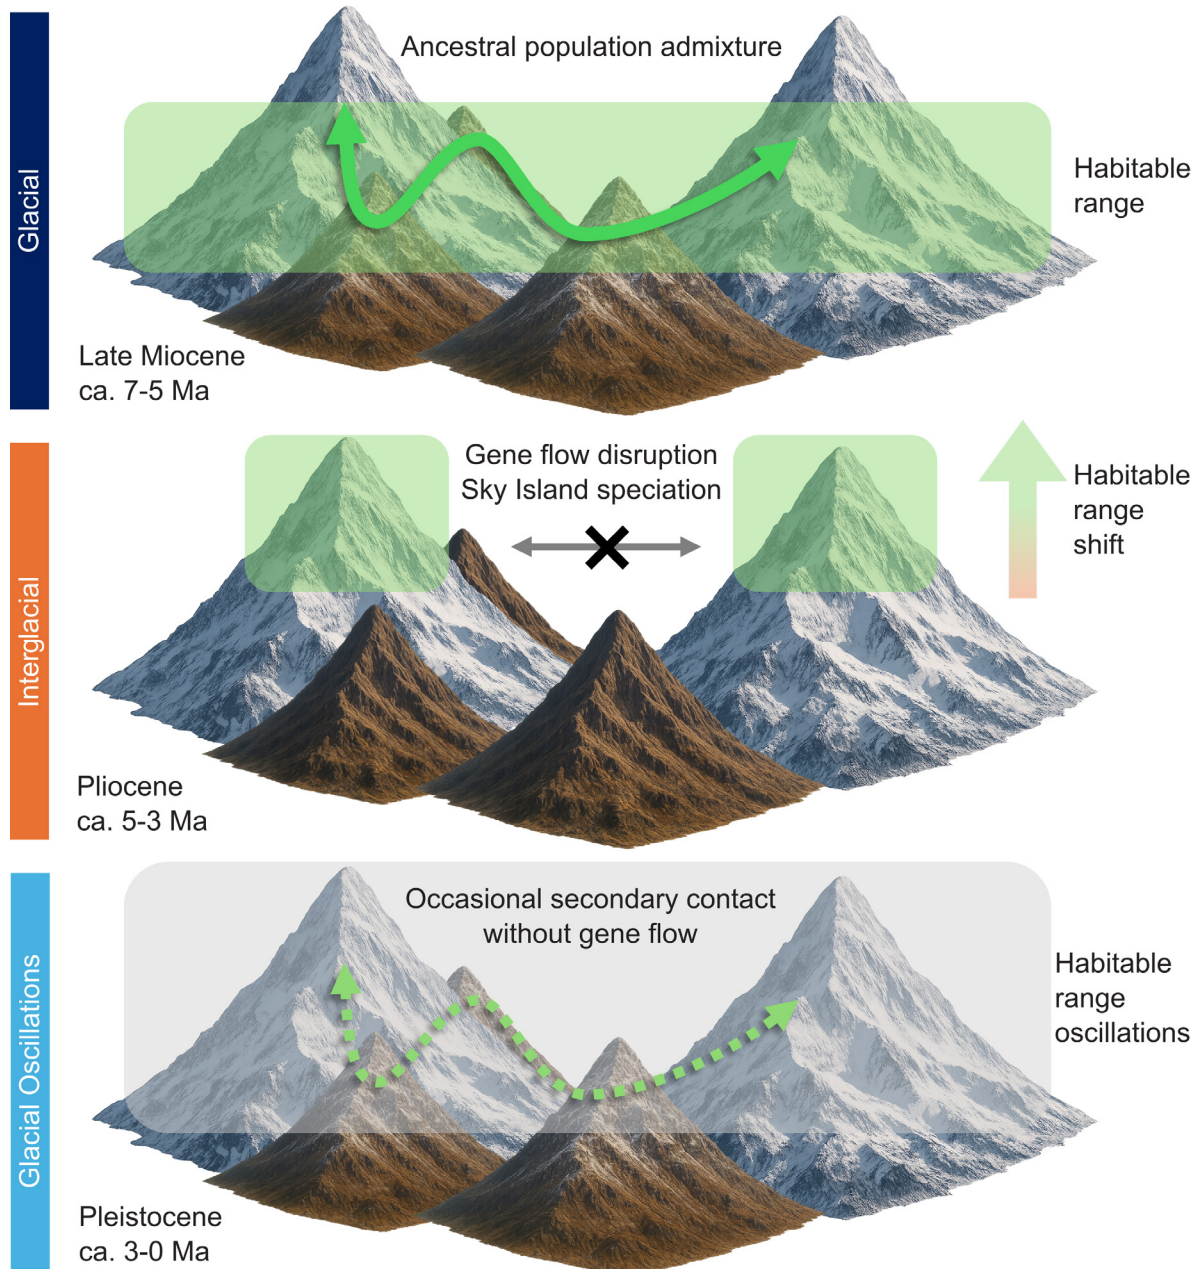 Glacial
Ancestral population admixture
Habitable
range
Late Miocene
ca. 7-5 Ma
Interglacial
Gene flow disruption
Sky Island speciation
Habitable
range
shift
Pliocene
ca. 5-3 Ma
Glacial Oscillations
Occasional secondary contact
without gene flow
Habitable
range
oscillations
Pleistocene
ca. 3-0 Ma